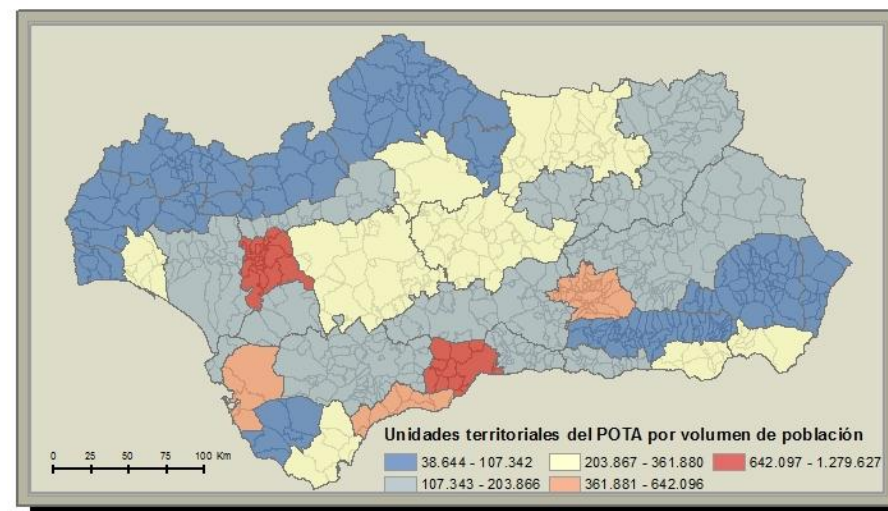 Unidades territoriales del POTA por volumen de población
0 25 50 75 100 Km
38.644 - 107.342 203.867 - 361.880 642.097 - 1.279.627
107.343 - 203.866 361.881 - 642.096